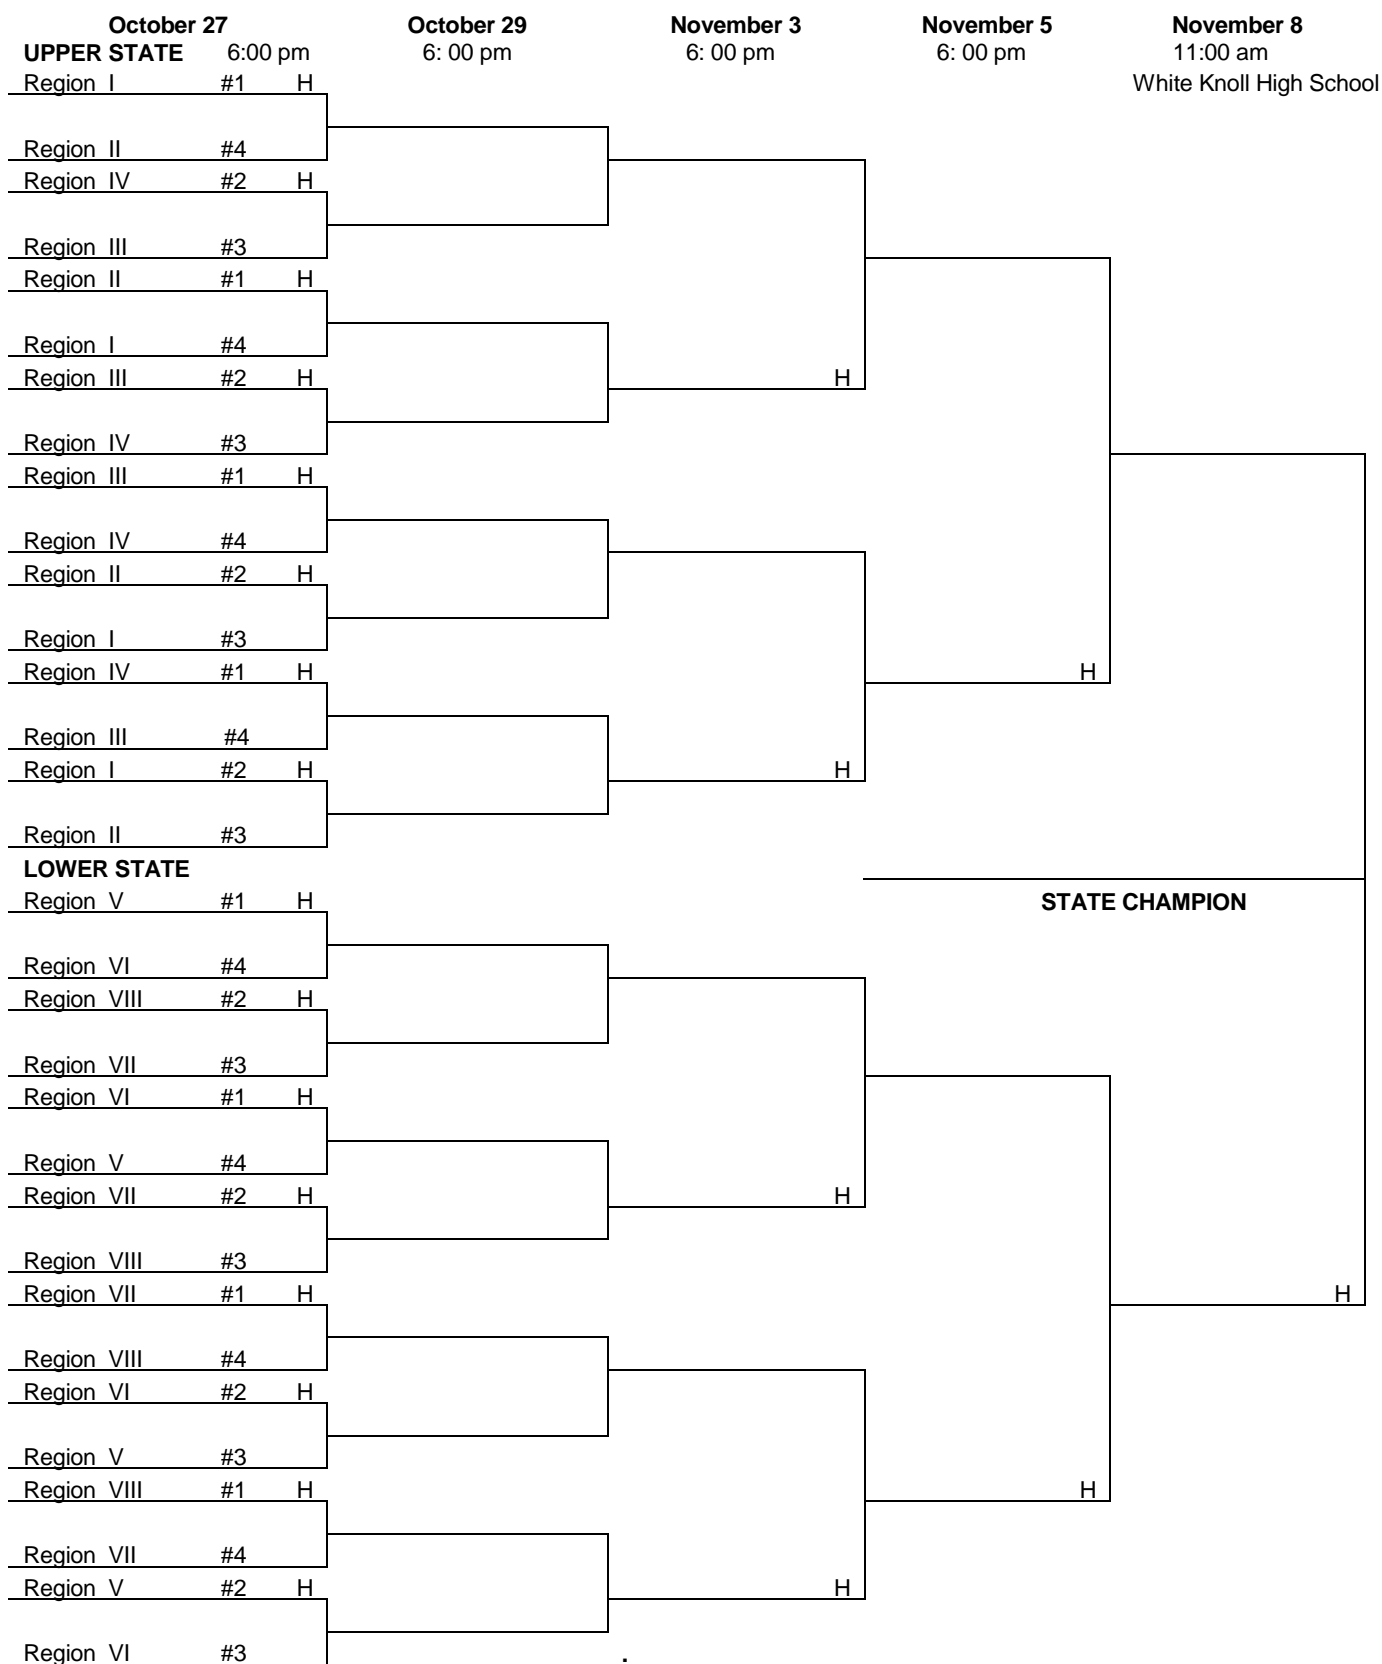 October 27 October 29 November 3 November 5 November 8
UPPER STATE 6:00 pm 6: 00 pm 6: 00 pm 6: 00 pm 11:00 am
Region I #1 H White Knoll High School
Region II #4
Region IV #2 H
Region III #3
Region II #1 H
Region I #4
Region III #2 H H
Region IV #3
Region III #1 H
Region IV #4
Region II #2 H
Region I #3
Region IV #1 H H
Region III #4
Region I #2 H H
Region II #3
LOWER STATE
Region V #1 H STATE CHAMPION
Region VI #4
Region VIII #2 H
Region VII #3
Region VI #1 H
Region V #4
Region VII #2 H H
Region VIII #3
Region VII #1 H H
Region VIII #4
Region VI #2 H
Region V #3
Region VIII #1 H H
Region VII #4
Region V #2 H H
Region VI #3 .